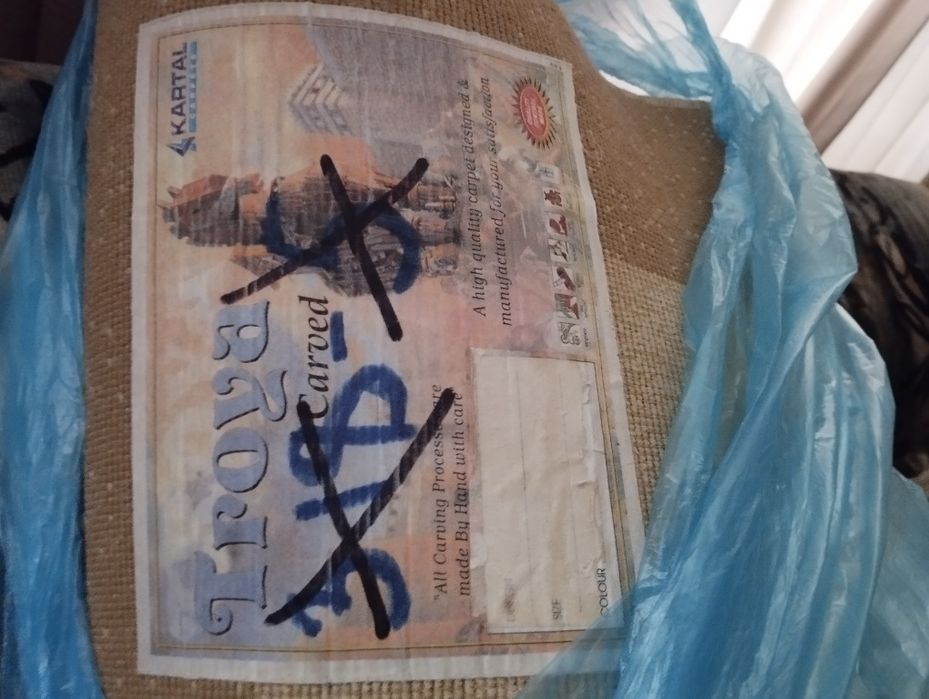 KARTAL
Troya
Carved
A high quality carpet designed &
manufactured for your satisfaction
"All Carving Processes are
made By Hand with care
SIZE
COLOUR